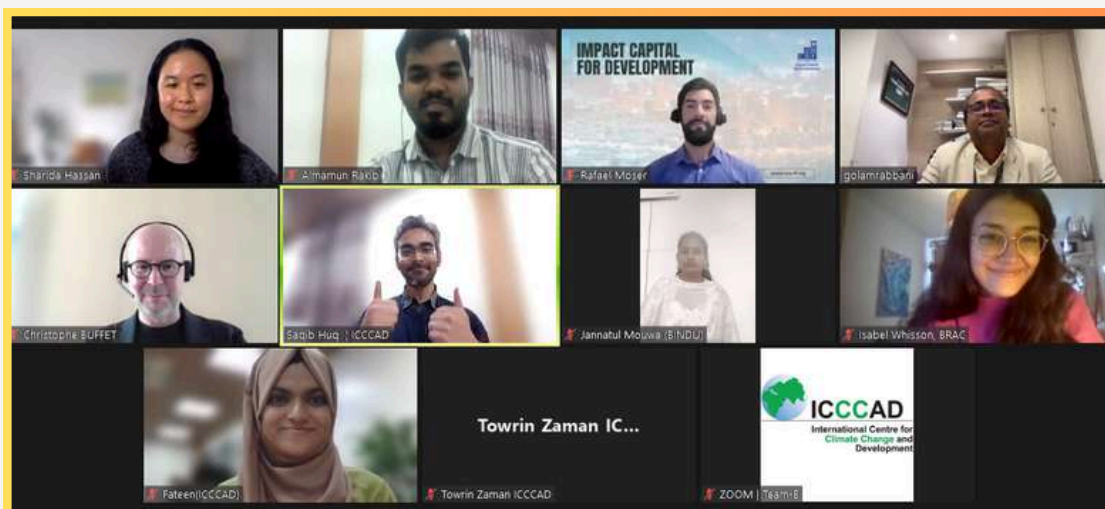 IMPACT CAPITAL
FOR DEVELOPMENT
Sharida Hassan
A'mamun Rakib
Rafael Moser
golamrabbani
Christophe BUFFET
Saqib Huq | ICCCAD
Jannatul Mouwa (BINDU)
Isabel Whisson, BRAC
Towrin Zaman IC...
ICCCAD
International Centre for
Climate Change and
Development
Fateen(ICCCAD)
Towrin Zaman ICCCAD
ZOOM | Team-B